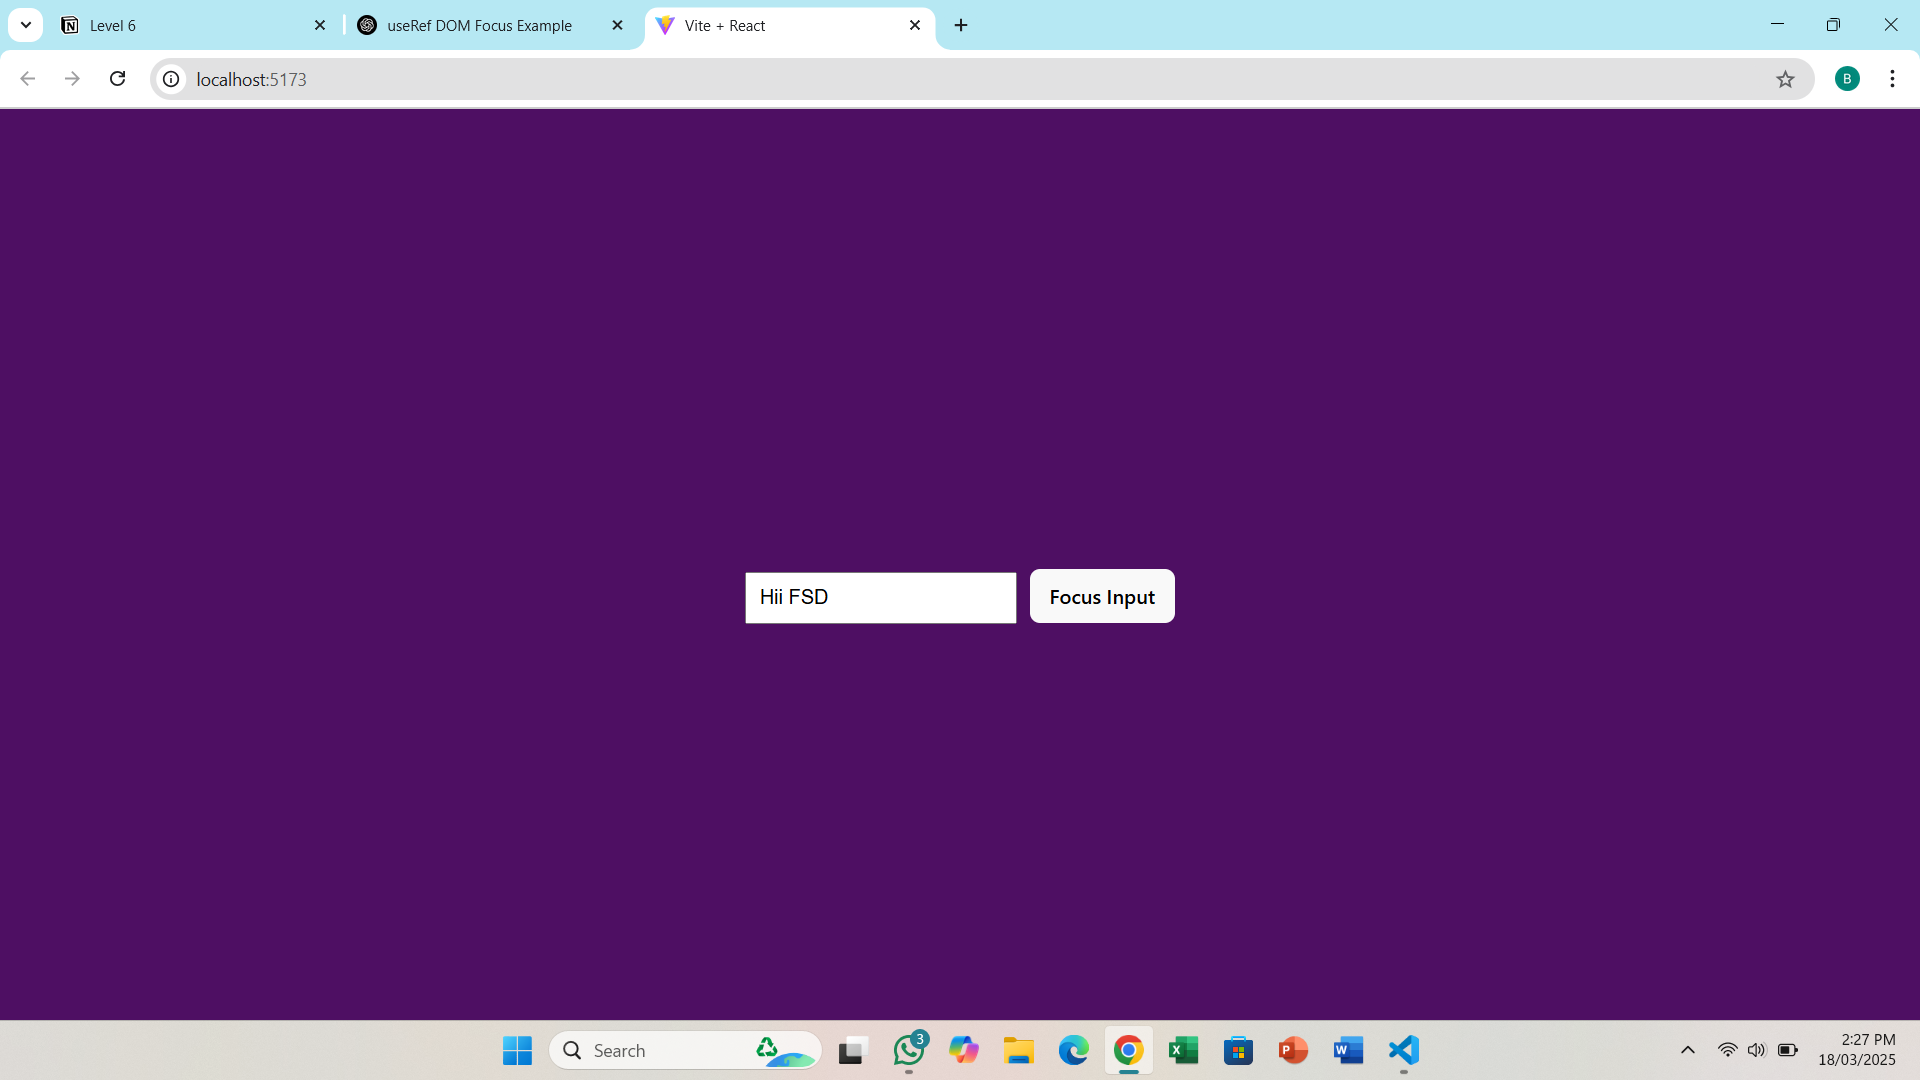 Level 6
useRef DOM Focus Example
Vite + React
localhost:5173
B
Hii FSD
Focus Input
Search
3
2:27 PM
18/03/2025